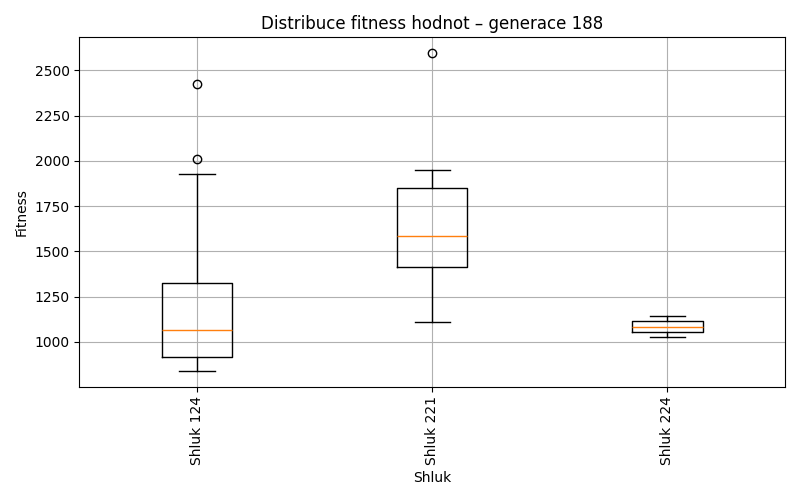 Distribuce fitness hodnot – generace 188
Fitness
2500
2250
2000
1750
1500
1250
1000
Shluk 124
Shluk 221
Shluk 224
Shluk